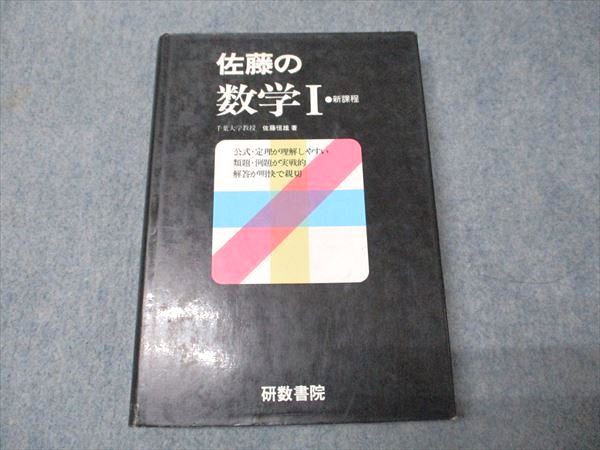 佐藤の
数学I●新課程
千葉大学教授 佐藤恒雄 著
公式・定理が理解しやすい
類題・例題が実戦的
解答が明快で親切
研数書院